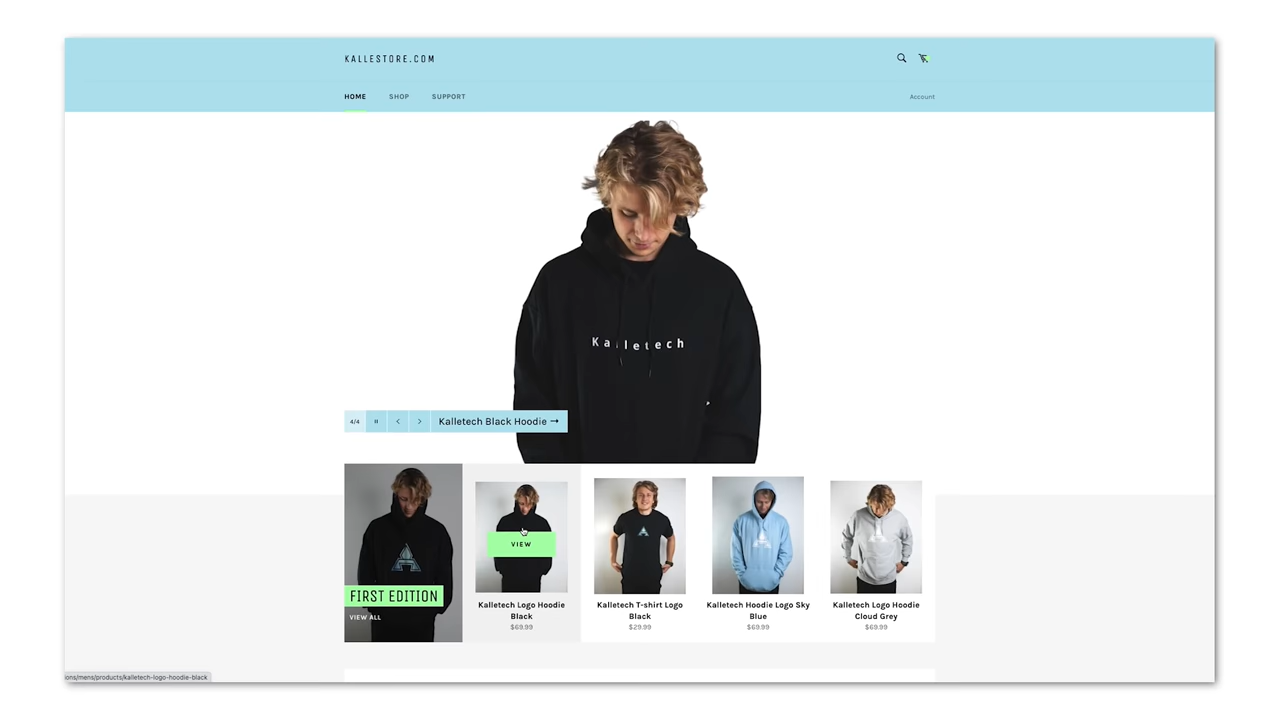 KALLESTORE.COM
HOME SHOP SUPPORT Account
Kalletech
4/4 Kalletech Black Hoodie →
VIEW
FIRST EDITION
VIEW ALL
Kalletech Logo Hoodie
Black
$69.99
Kalletech T-shirt Logo
Black
$29.99
Kalletech Hoodie Logo Sky
Blue
$69.99
Kalletech Logo Hoodie
Cloud Grey
$69.99
ions/mens/products/kalletech-logo-hoodie-black